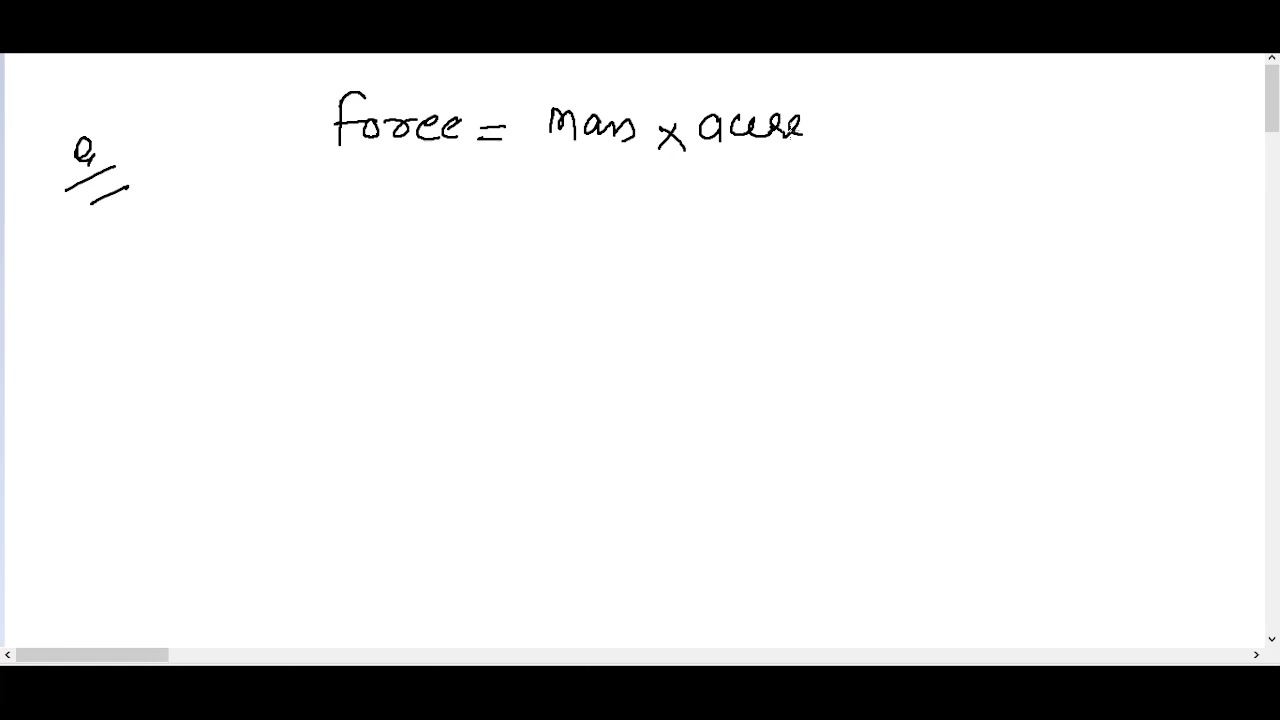 Force = Mass × acce
Q